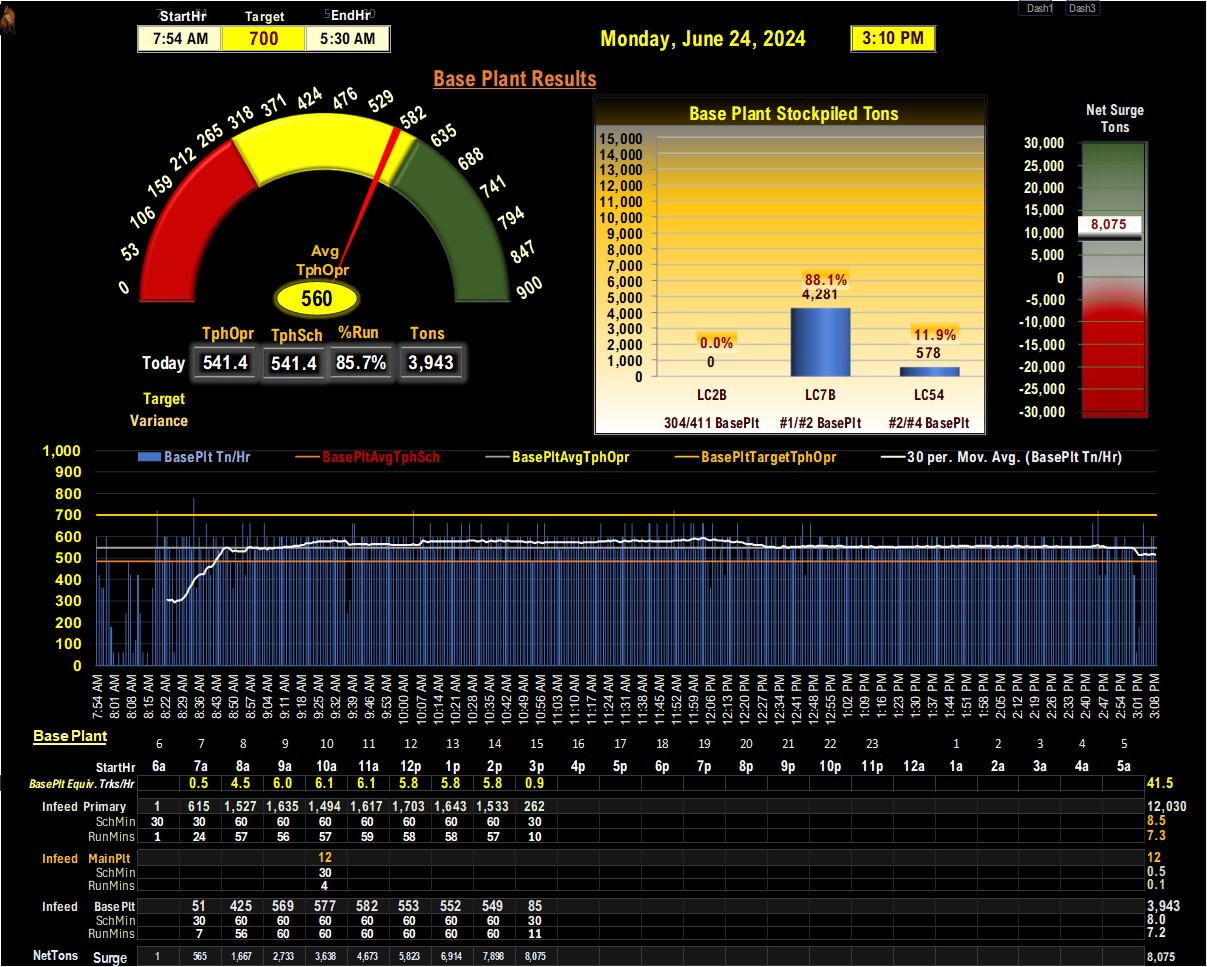 Dash1 Dash3
StartHr Target EndHr
7:54 AM 700 5:30 AM
Monday, June 24, 2024 3:10 PM
Base Plant Results
0 53 106 159 212 265 318 371 424 476 529 582 635 688 741 794 847 900
Avg
TphOpr
560
TphOpr TphSch %Run Tons
Today 541.4 541.4 85.7% 3,943
Target
Variance
Base Plant Stockpiled Tons
15,000
14,000
13,000
12,000
11,000
10,000
9,000
8,000
7,000
6,000
5,000
4,000
3,000
2,000
1,000
0
0.0% 88.1% 11.9%
0 4,281 578
LC2B LC7B LC54
304/411 BasePlt #1/#2 BasePlt #2/#4 BasePlt
Net Surge
Tons
30,000
25,000
20,000
15,000
10,000
5,000
0
-5,000
-10,000
-15,000
-20,000
-25,000
-30,000
8,075
BasePlt Tn/Hr BasePltAvgTphSch BasePltAvgTphOpr BasePltTargetTphOpr 30 per. Mov. Avg. (BasePlt Tn/Hr)
1,000
900
800
700
600
500
400
300
200
100
0
7:54 AM 8:01 AM 8:08 AM 8:15 AM 8:22 AM 8:29 AM 8:36 AM 8:43 AM 8:50 AM 8:57 AM 9:04 AM 9:11 AM 9:18 AM 9:25 AM 9:32 AM 9:39 AM 9:46 AM 9:53 AM 10:00 AM 10:07 AM 10:14 AM 10:21 AM 10:28 AM 10:35 AM 10:42 AM 10:49 AM 10:56 AM 11:03 AM 11:10 AM 11:17 AM 11:24 AM 11:31 AM 11:38 AM 11:45 AM 11:52 AM 11:59 AM 12:06 PM 12:13 PM 12:20 PM 12:27 PM 12:34 PM 12:41 PM 12:48 PM 12:55 PM 1:02 PM 1:09 PM 1:16 PM 1:23 PM 1:30 PM 1:37 PM 1:44 PM 1:51 PM 1:58 PM 2:05 PM 2:12 PM 2:19 PM 2:26 PM 2:33 PM 2:40 PM 2:47 PM 2:54 PM 3:01 PM 3:08 PM
Base Plant
6 7 8 9 10 11 12 13 14 15 16 17 18 19 20 21 22 23 1 2 3 4 5
StartHr 6a 7a 8a 9a 10a 11a 12p 1p 2p 3p 4p 5p 6p 7p 8p 9p 10p 11p 12a 1a 2a 3a 4a 5a
BasePlt Equiv. Trks/Hr 0.5 4.5 6.0 6.1 6.1 5.8 5.8 5.8 0.9 41.5
Infeed Primary 1 615 1,527 1,635 1,494 1,617 1,703 1,643 1,533 262 12,030
SchMin 30 30 60 60 60 60 60 60 60 30 8.5
RunMins 1 24 57 56 57 59 58 58 57 10 7.3
Infeed MainPlt 12 12
SchMin 30 0.5
RunMins 4 0.1
Infeed BasePlt 51 425 569 577 582 553 552 549 85 3,943
SchMin 30 60 60 60 60 60 60 60 30 8.0
RunMins 7 56 60 60 60 60 60 60 11 7.2
NetTons Surge 1 565 1,667 2,733 3,638 4,673 5,823 6,914 7,898 8,075 8,075